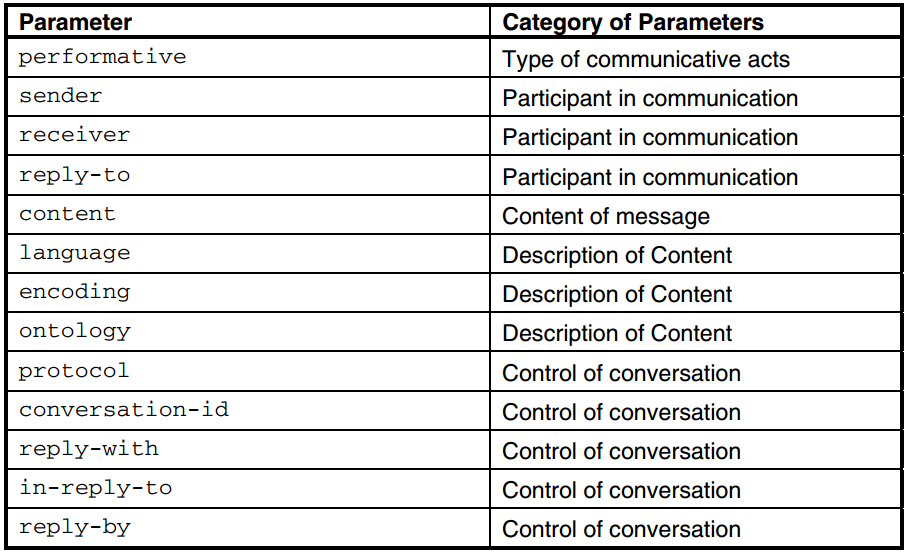 Parameter Category of Parameters
performative Type of communicative acts
sender Participant in communication
receiver Participant in communication
reply-to Participant in communication
content Content of message
language Description of Content
encoding Description of Content
ontology Description of Content
protocol Control of conversation
conversation-id Control of conversation
reply-with Control of conversation
in-reply-to Control of conversation
reply-by Control of conversation